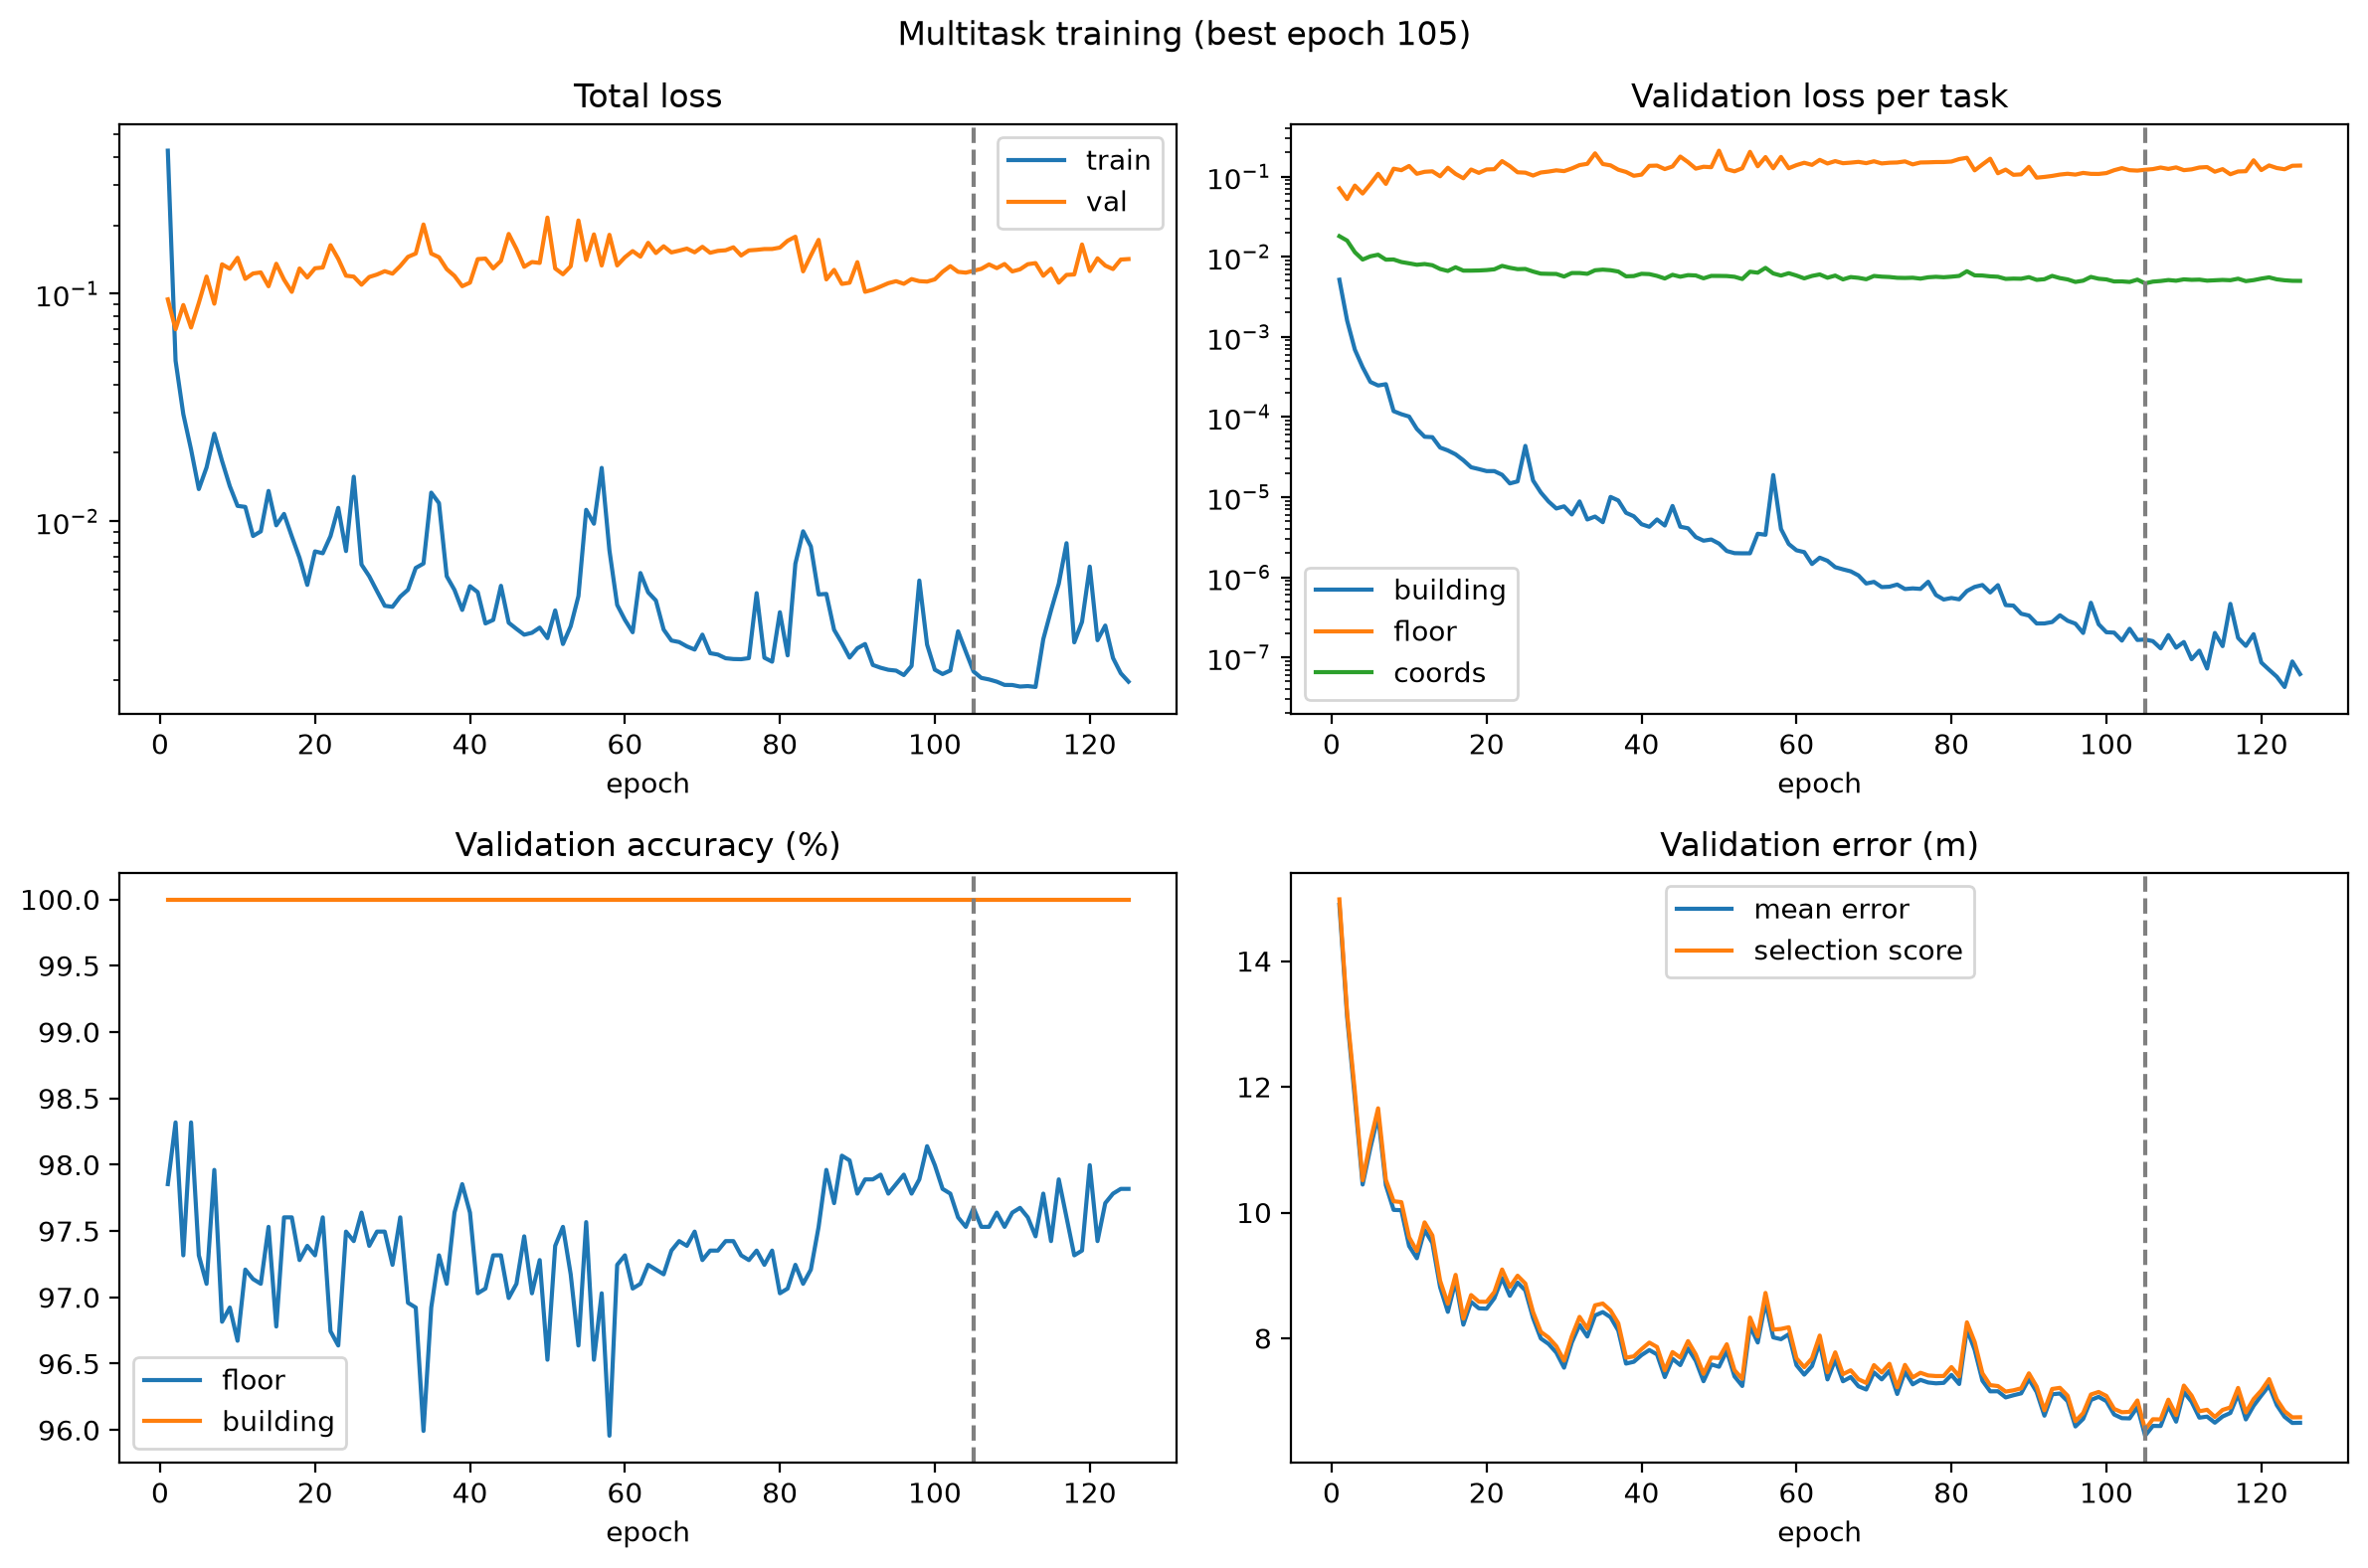 Multitask training (best epoch 105)
Total loss
10⁻¹
10⁻²
train
val
0 20 40 60 80 100 120
epoch
Validation loss per task
10⁻¹
10⁻²
10⁻³
10⁻⁴
10⁻⁵
10⁻⁶
10⁻⁷
building
floor
coords
0 20 40 60 80 100 120
epoch
Validation accuracy (%)
100.0
99.5
99.0
98.5
98.0
97.5
97.0
96.5
96.0
floor
building
0 20 40 60 80 100 120
epoch
Validation error (m)
mean error
selection score
14
12
10
8
0 20 40 60 80 100 120
epoch